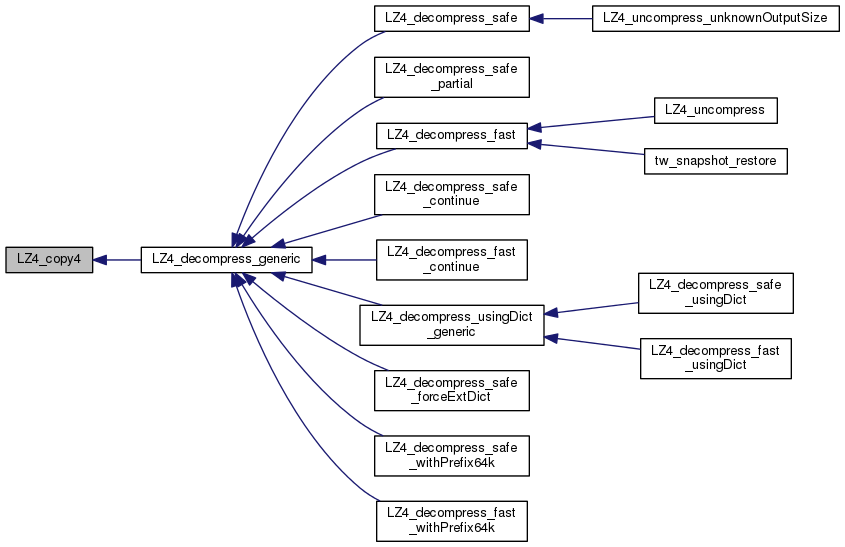 LZ4_decompress_safe
LZ4_uncompress_unknownOutputSize
LZ4_decompress_safe
_partial
LZ4_uncompress
LZ4_decompress_fast
tw_snapshot_restore
LZ4_decompress_safe
_continue
LZ4_copy4
LZ4_decompress_generic
LZ4_decompress_fast
_continue
LZ4_decompress_usingDict
_generic
LZ4_decompress_safe
_usingDict
LZ4_decompress_fast
_usingDict
LZ4_decompress_safe
_forceExtDict
LZ4_decompress_safe
_withPrefix64k
LZ4_decompress_fast
_withPrefix64k